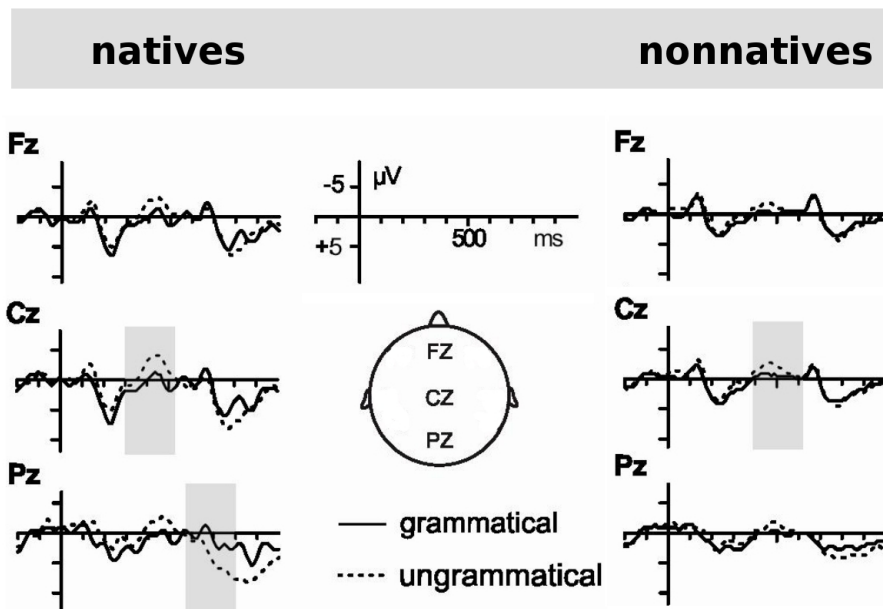 natives
nonnatives
Fz
-5 µV
+5
500 ms
Fz
Cz
FZ
CZ
PZ
Cz
Pz
grammatical
ungrammatical
Pz